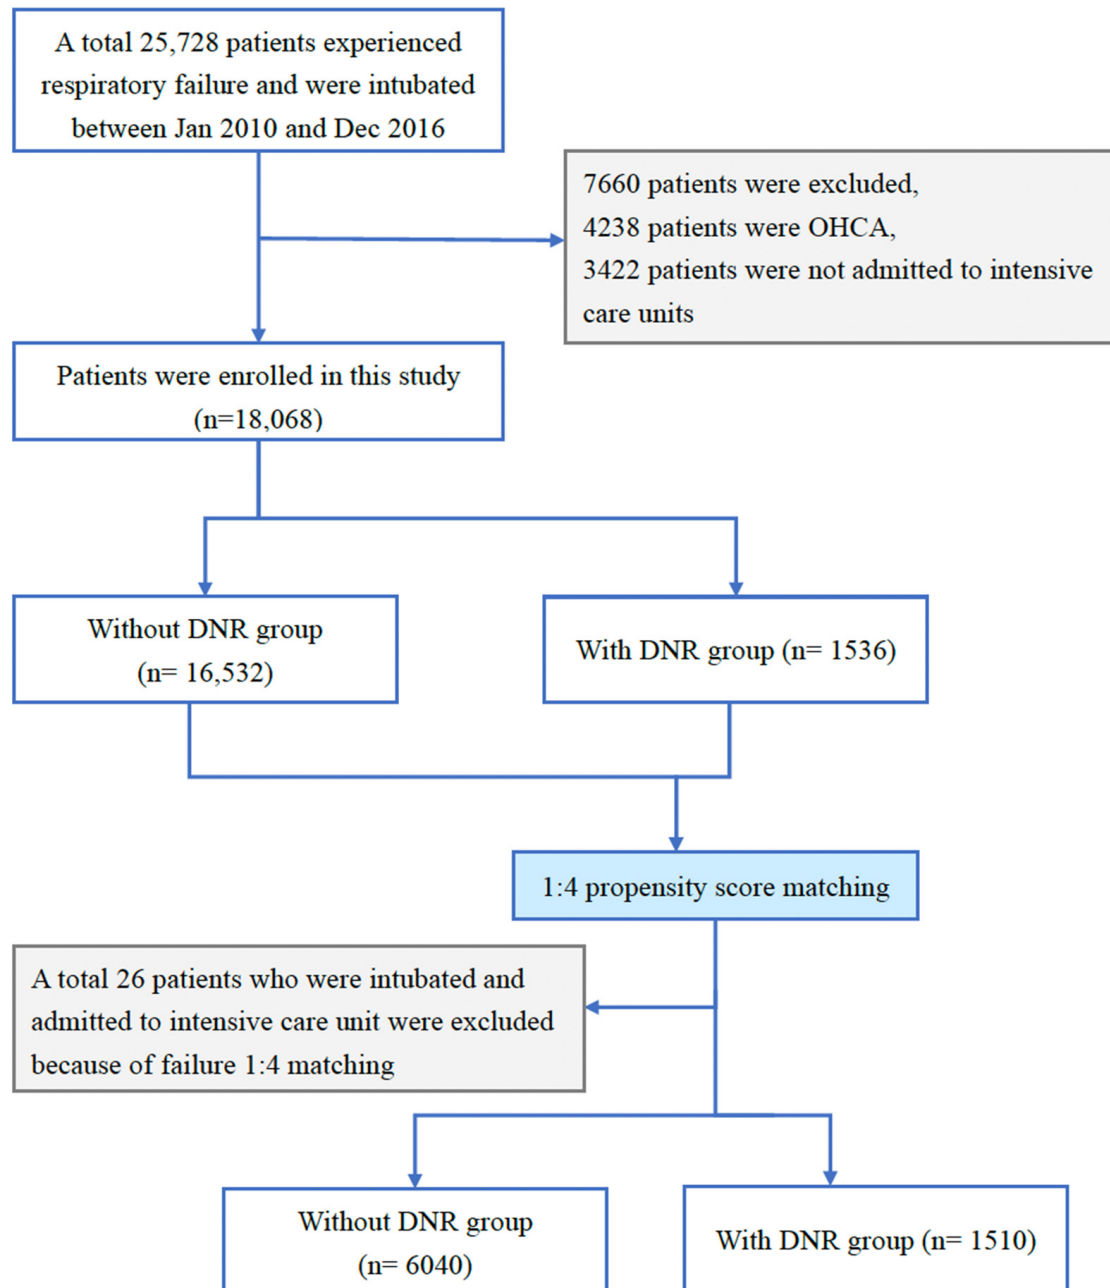 A total 25,728 patients experienced
respiratory failure and were intubated
between Jan 2010 and Dec 2016
7660 patients were excluded,
4238 patients were OHCA,
3422 patients were not admitted to intensive
care units
Patients were enrolled in this study
(n=18,068)
Without DNR group
(n= 16,532)
With DNR group (n= 1536)
1:4 propensity score matching
A total 26 patients who were intubated and
admitted to intensive care unit were excluded
because of failure 1:4 matching
Without DNR group
(n= 6040)
With DNR group (n= 1510)